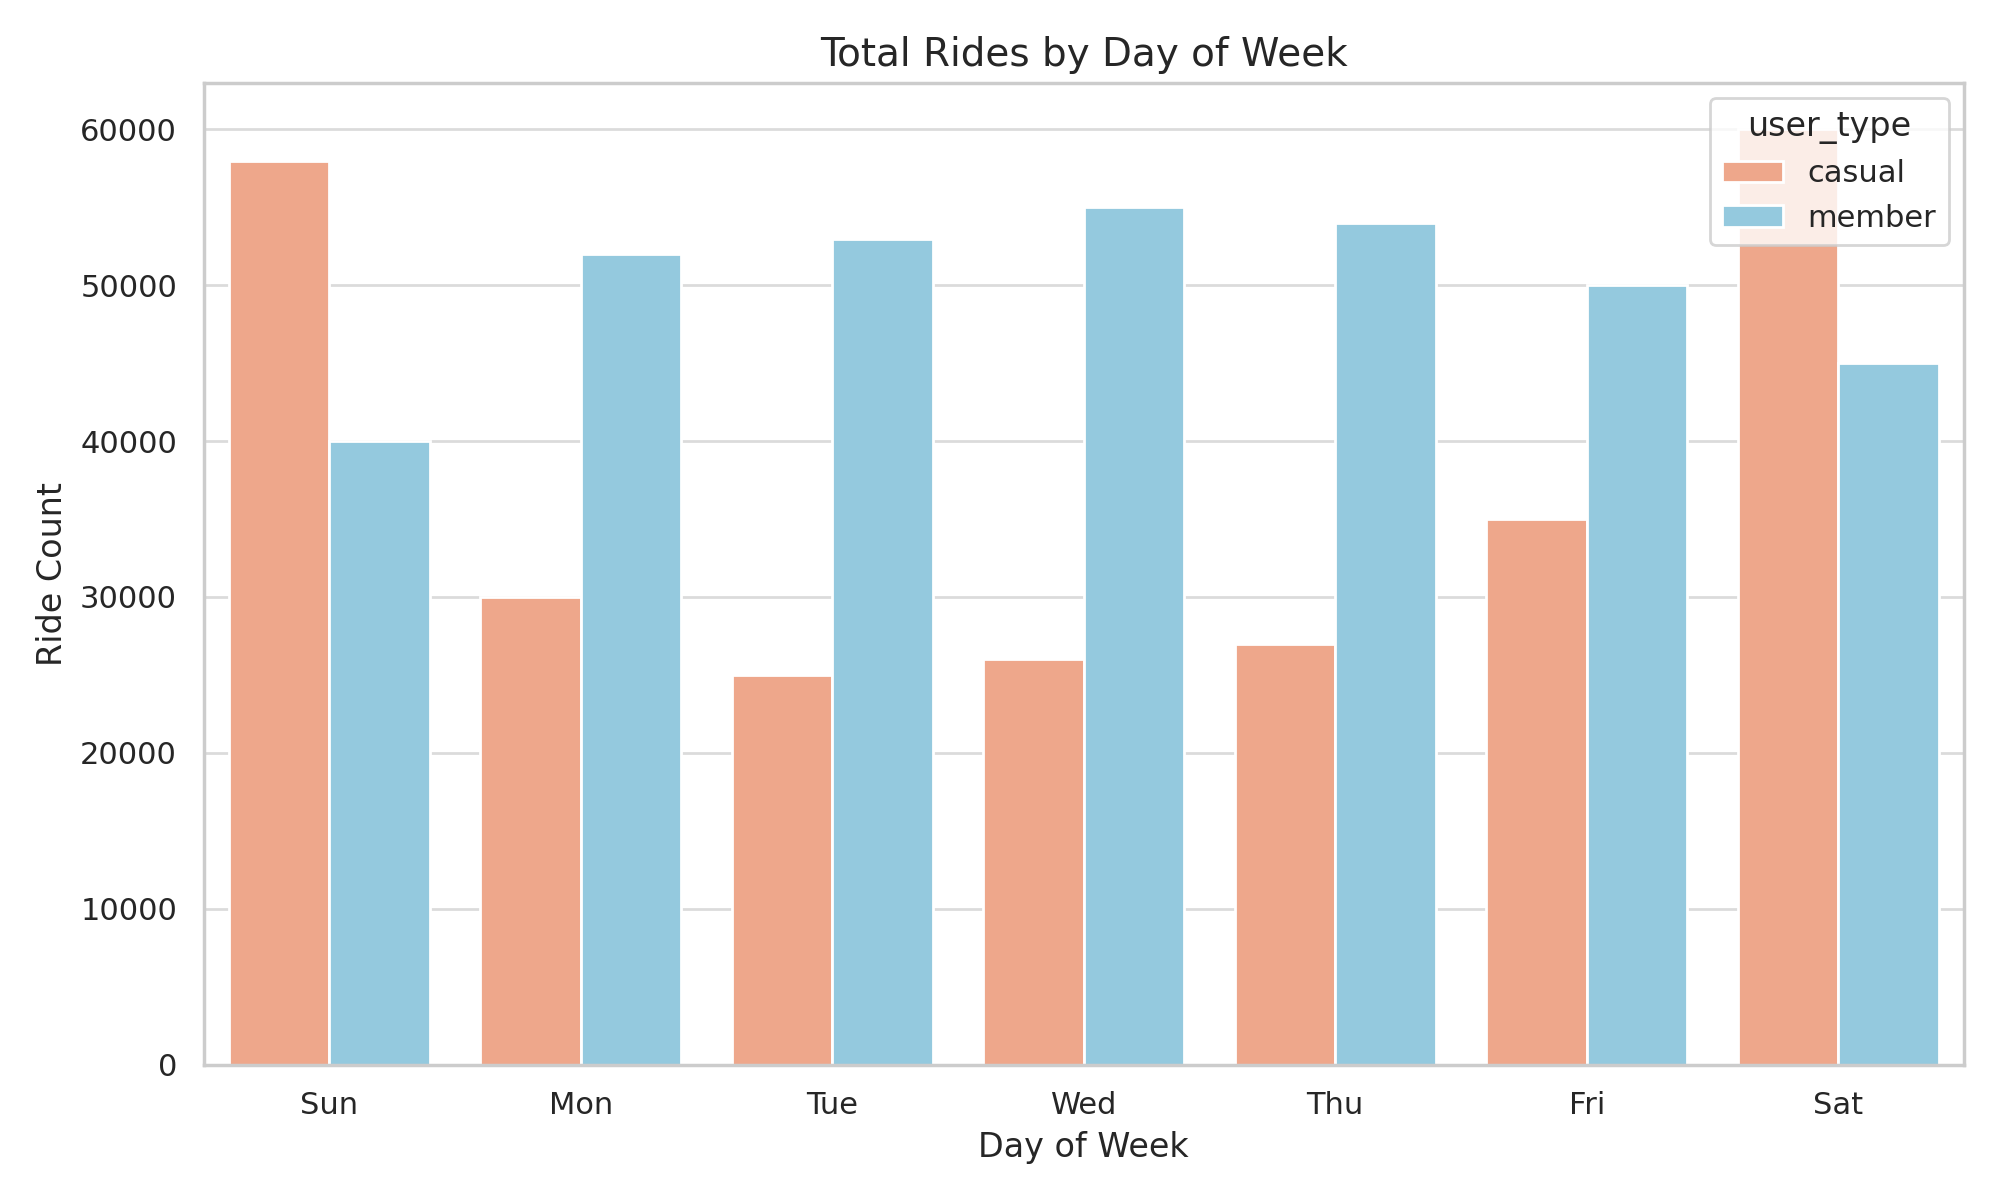 Total Rides by Day of Week
user_type
casual
member
Ride Count
60000
50000
40000
30000
20000
10000
0
Sun Mon Tue Wed Thu Fri Sat
Day of Week